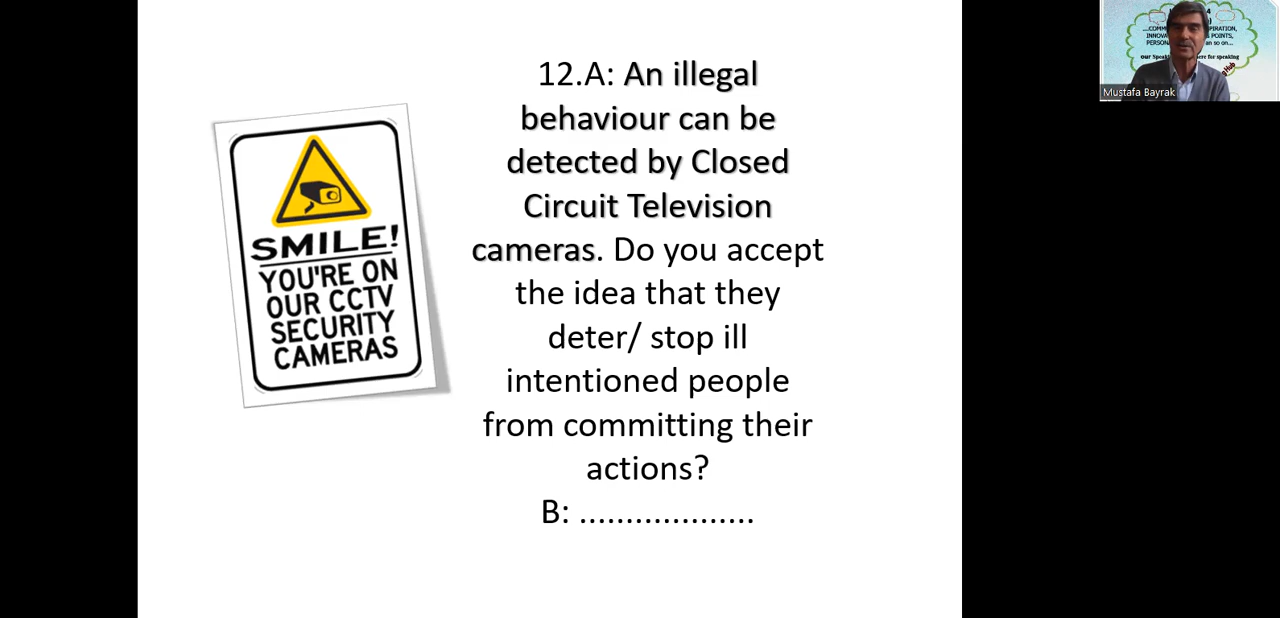 12.A: An illegal
behaviour can be
detected by Closed
Circuit Television
cameras. Do you accept
the idea that they
deter/ stop ill
intentioned people
from committing their
actions?
B: ...................
SMILE!
YOU'RE ON
OUR CCTV
SECURITY
CAMERAS
Mustafa Bayrak